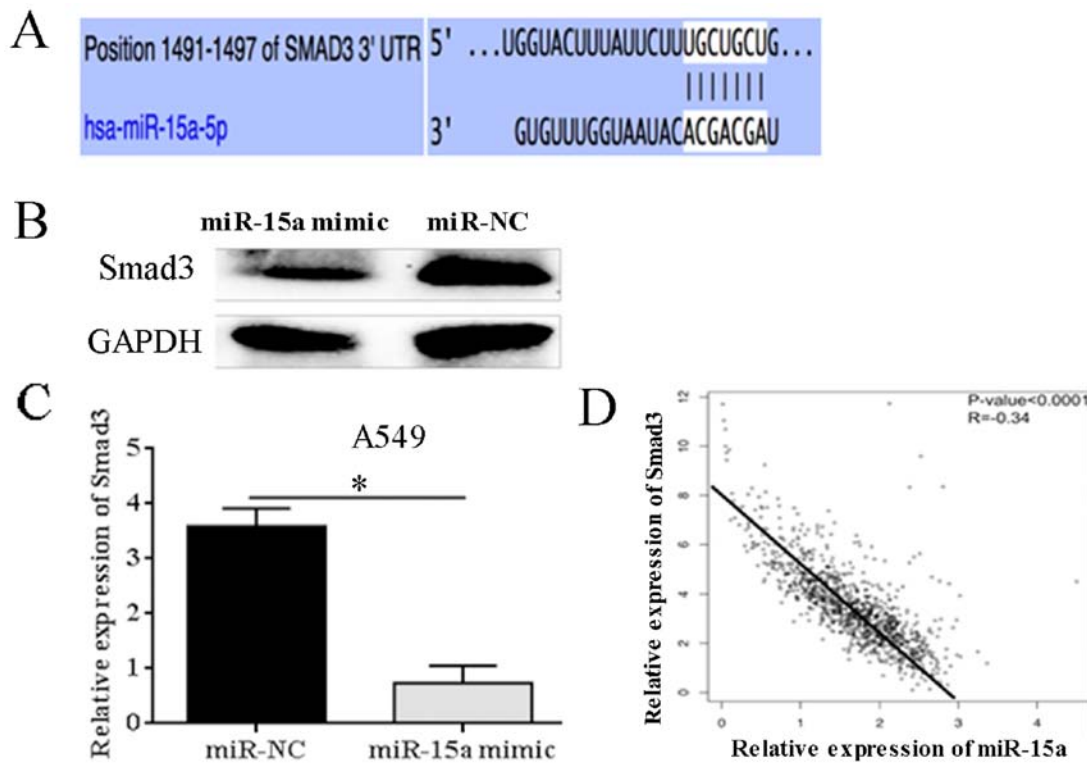 A
Position 1491-1497 of SMAD3 3' UTR 5' ...UGGUACUUUAUUCUUUGCUGCUG...
hsa-miR-15a-5p 3' GUGUUUGGUAAUACACGACGAU
B
miR-15a mimic miR-NC
Smad3
GAPDH
C
A549
*
Relative expression of Smad3
5
4
3
2
1
0
miR-NC miR-15a mimic
D
P-value<0.0001
R=-0.34
Relative expression of Smad3
12
10
8
6
4
2
0
0 1 2 3 4
Relative expression of miR-15a